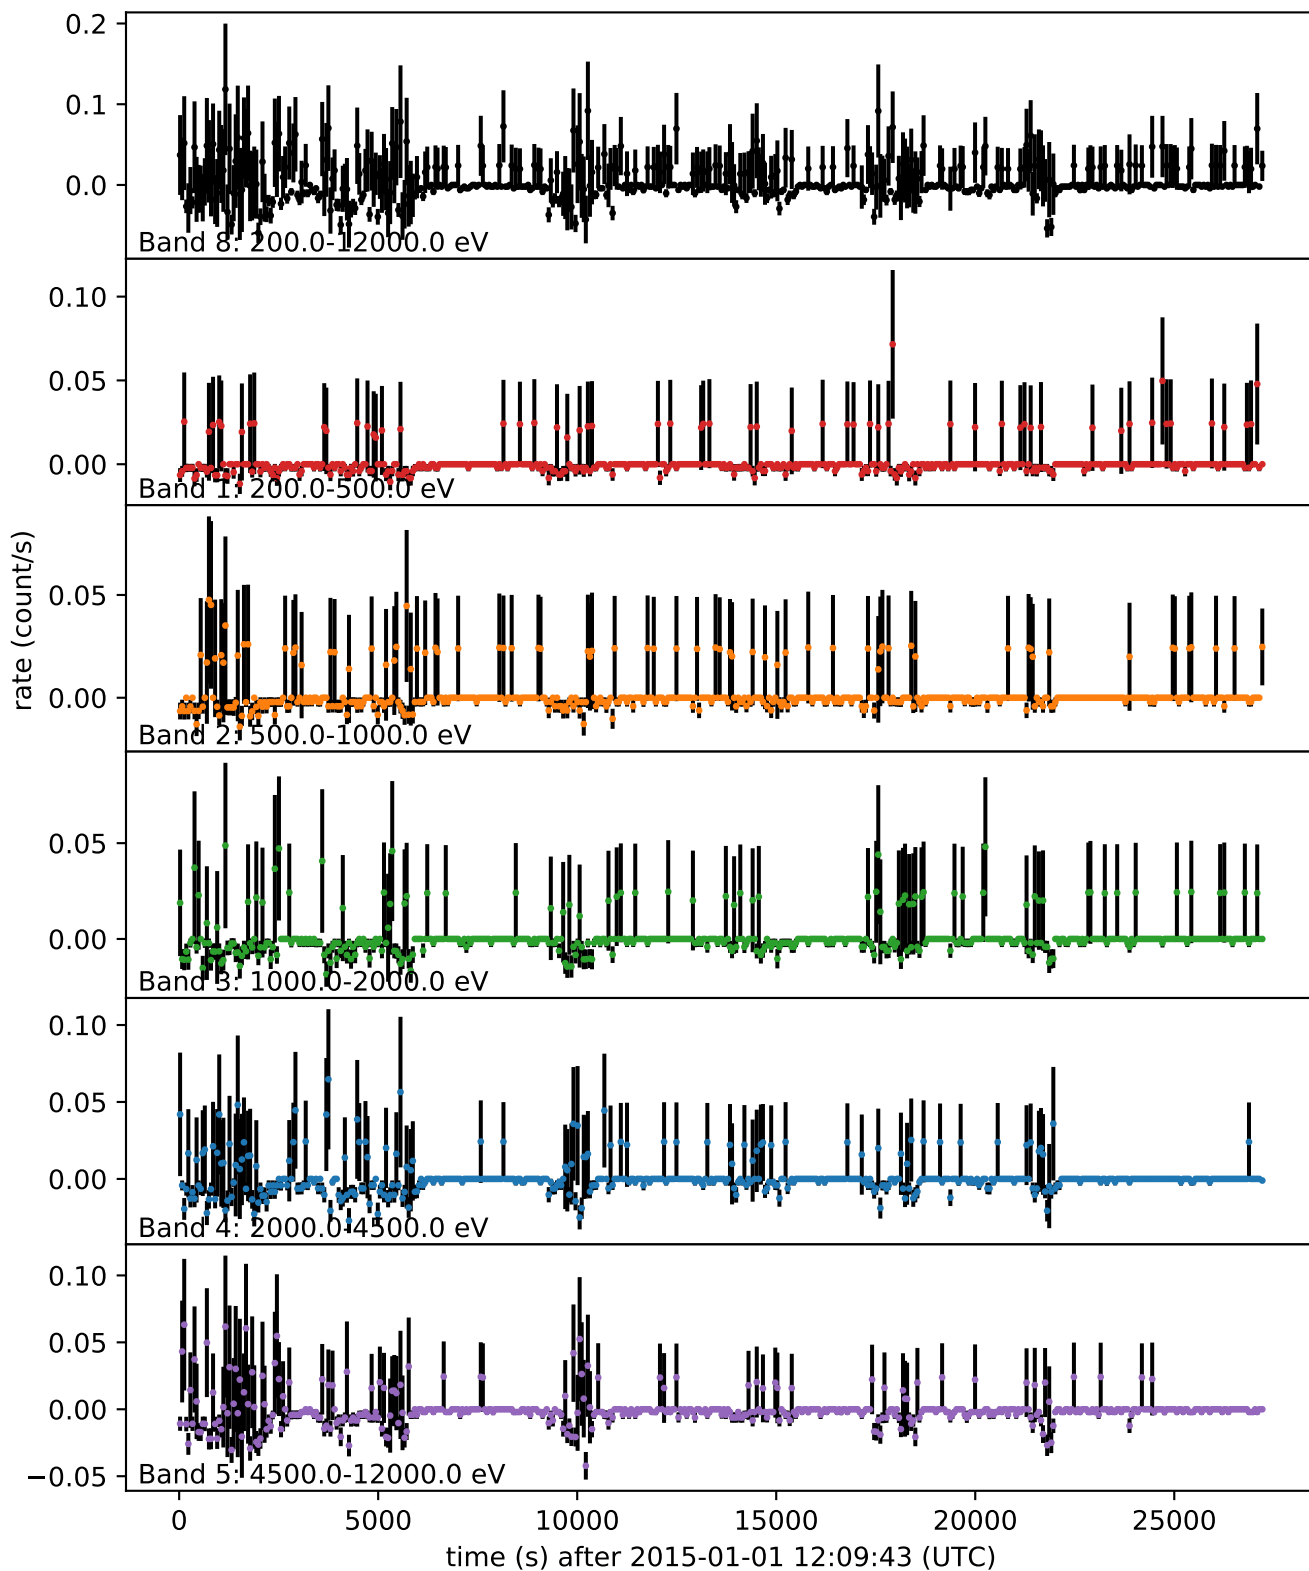 0.2
0.1
0.0
Band 8: 200.0-12000.0 eV
0.10
0.05
0.00
Band 1: 200.0-500.0 eV
0.05
0.00
Band 2: 500.0-1000.0 eV
rate (count/s)
0.05
0.00
Band 3: 1000.0-2000.0 eV
0.10
0.05
0.00
Band 4: 2000.0-4500.0 eV
0.10
0.05
0.00
−0.05
Band 5: 4500.0-12000.0 eV
0 5000 10000 15000 20000 25000
time (s) after 2015-01-01 12:09:43 (UTC)